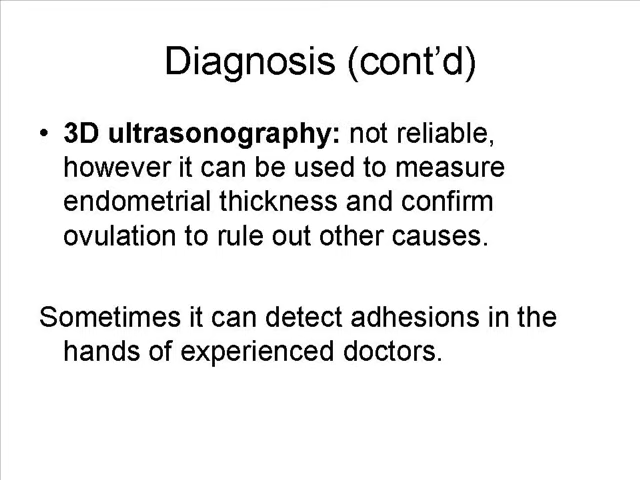 Diagnosis (cont’d)
• 3D ultrasonography: not reliable,
however it can be used to measure
endometrial thickness and confirm
ovulation to rule out other causes.
Sometimes it can detect adhesions in the
hands of experienced doctors.